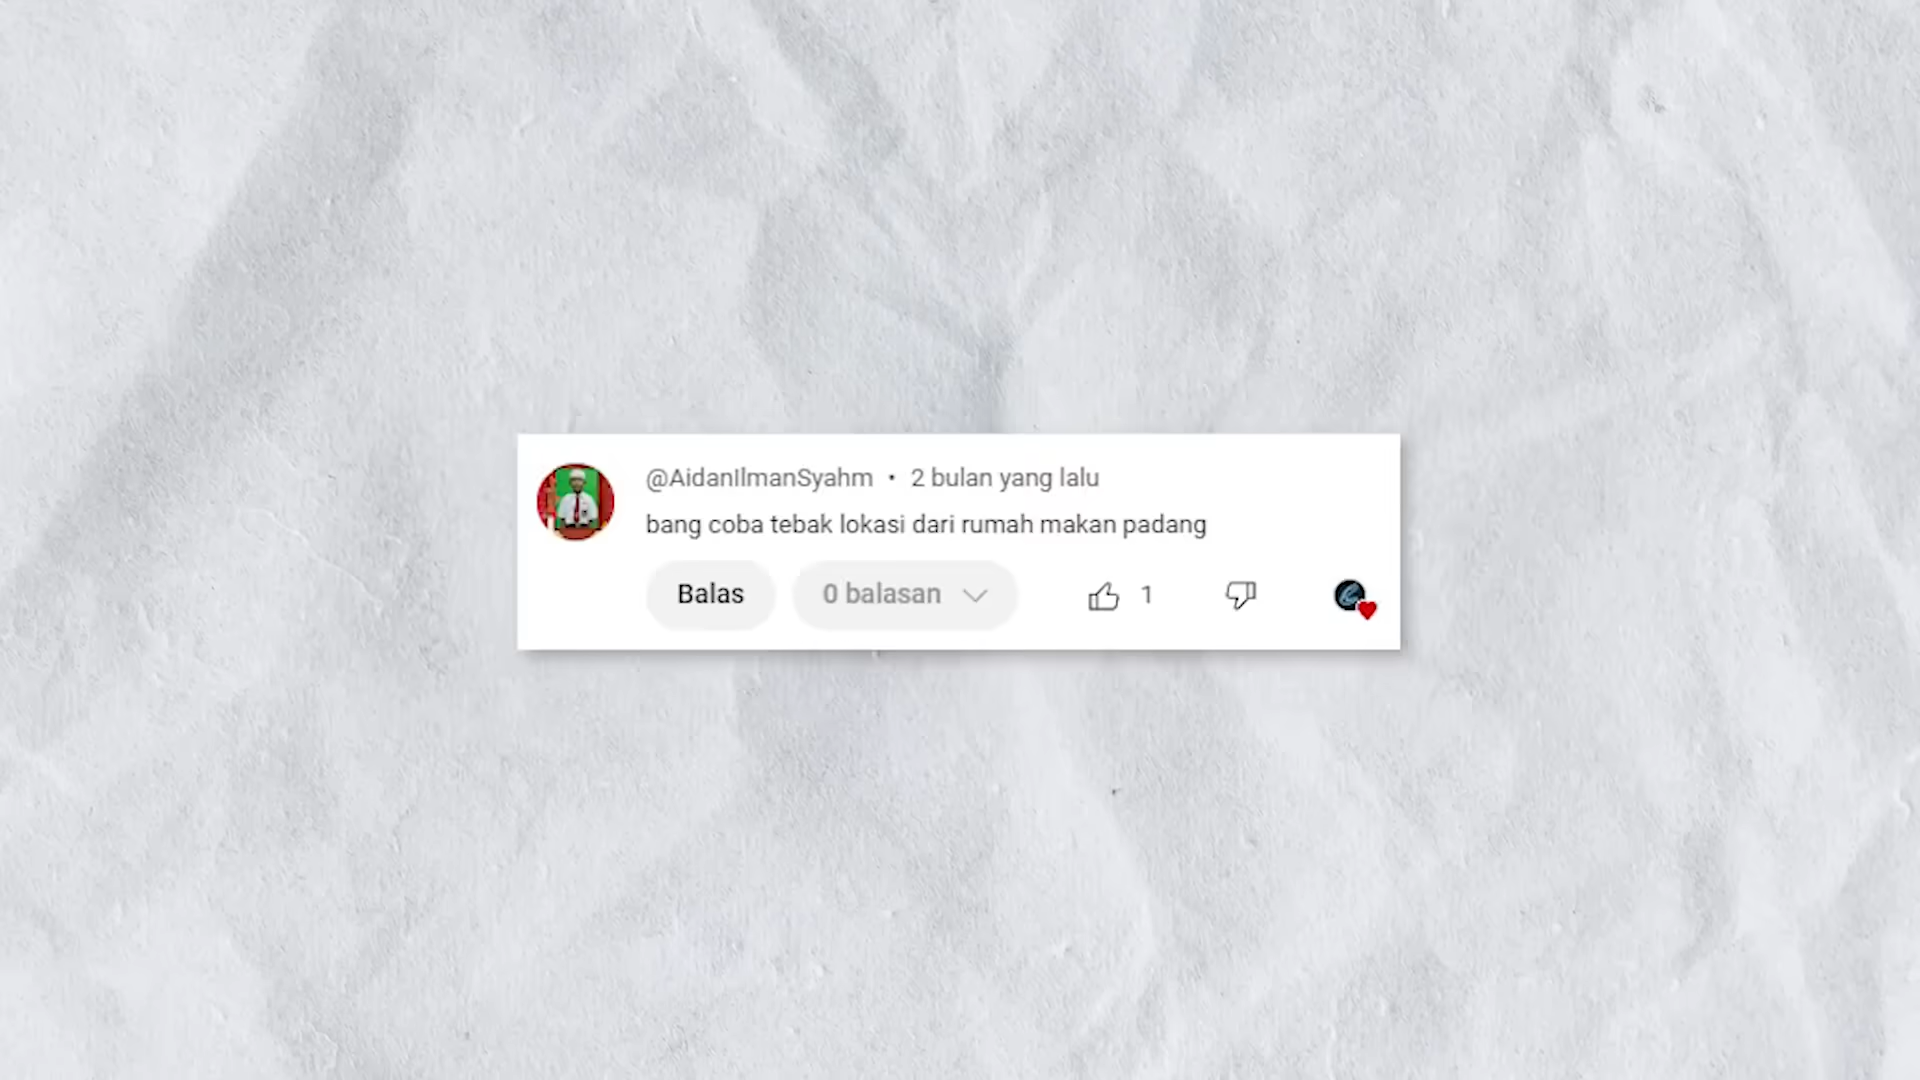 @AidanIlmanSyahm • 2 bulan yang lalu
bang coba tebak lokasi dari rumah makan padang
Balas 0 balasan 1